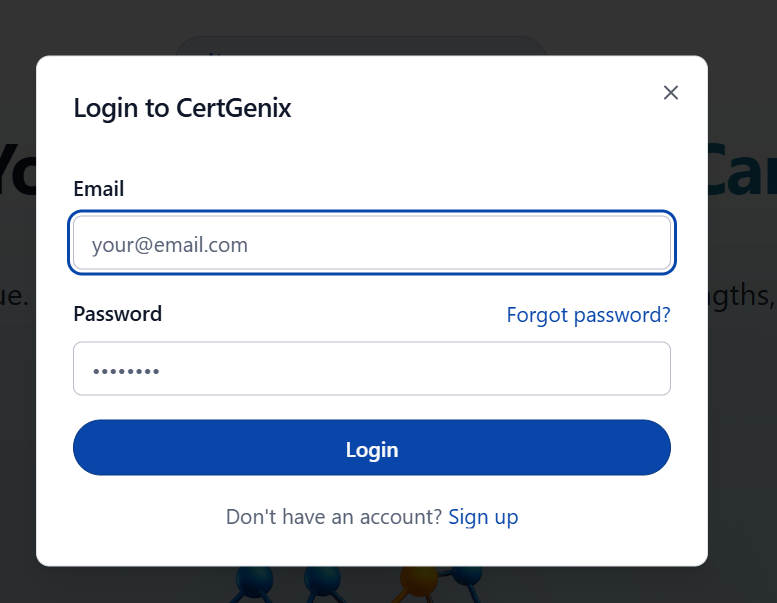 Login to CertGenix
Email
your@email.com
Password
Forgot password?
••••••••
Login
Don't have an account? Sign up